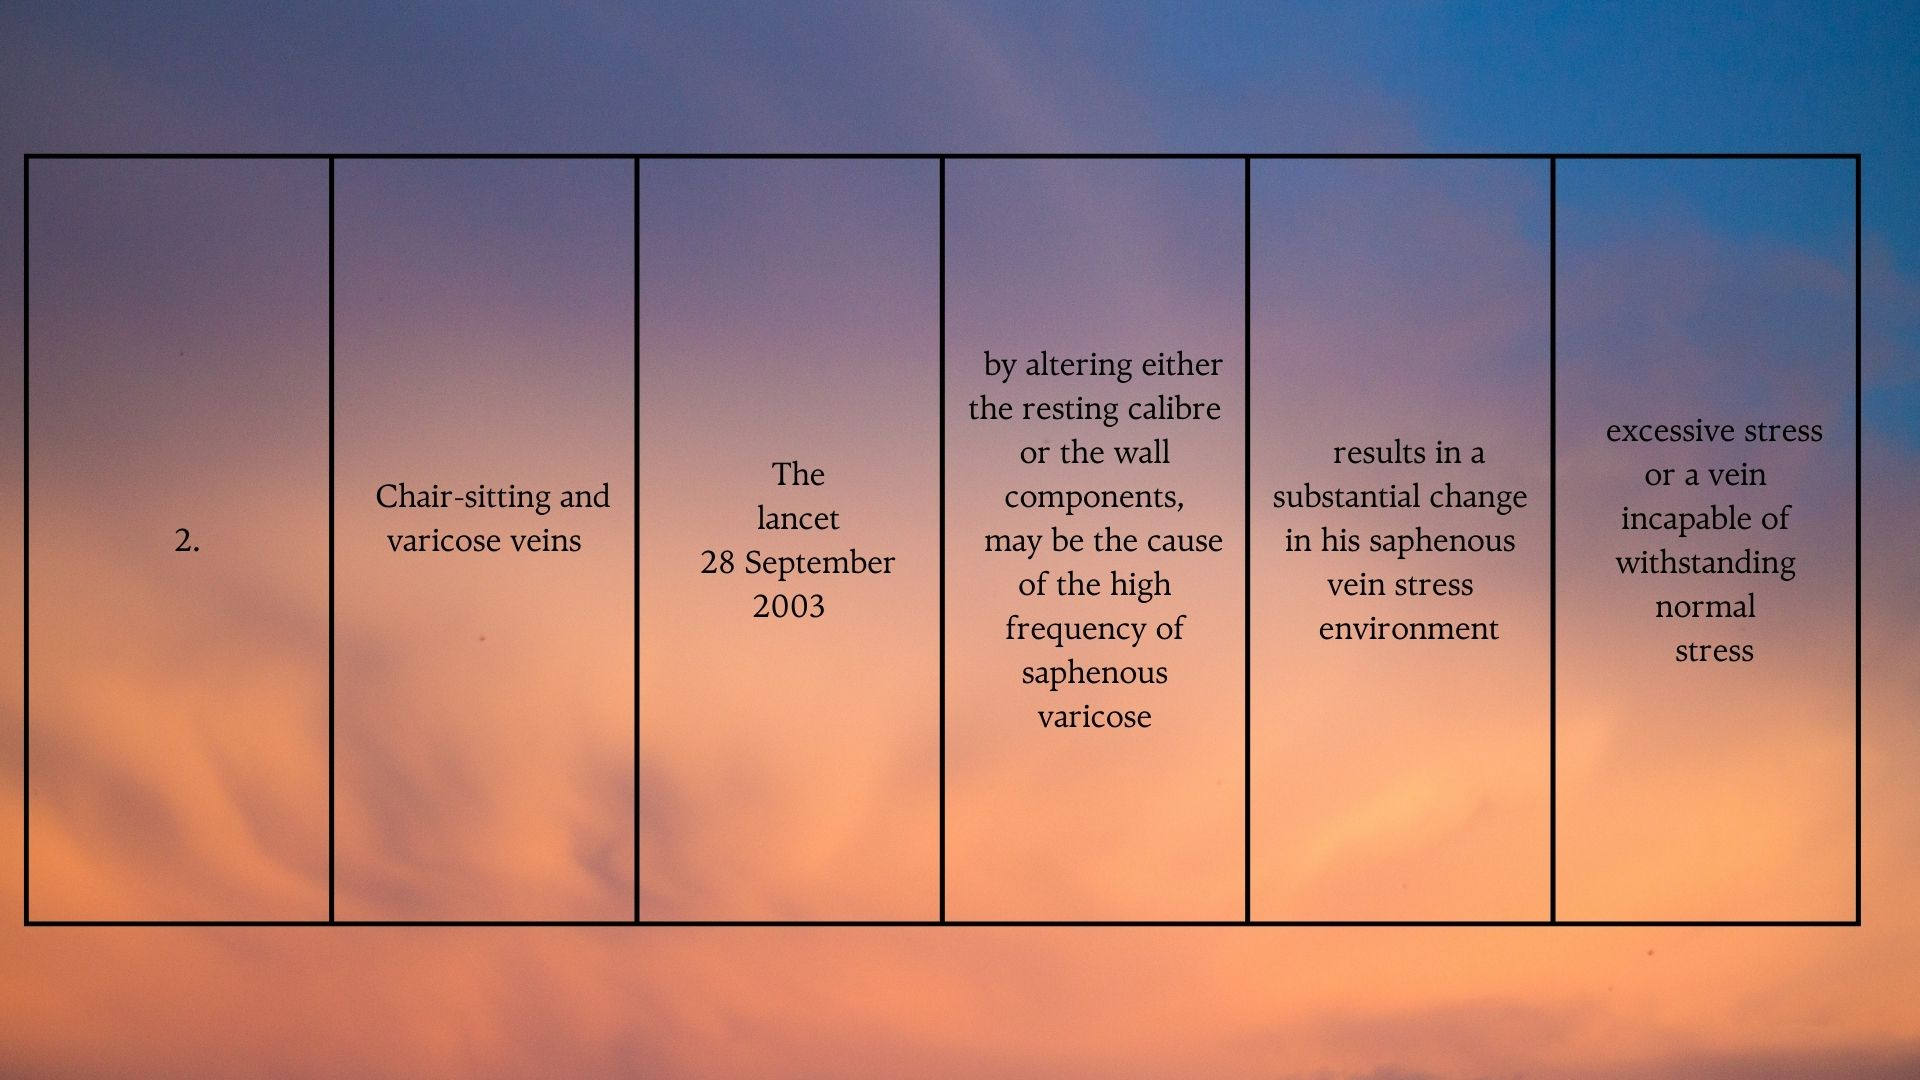 2.
Chair-sitting and
varicose veins
The
lancet
28 September
2003
by altering either
the resting calibre
or the wall
components,
may be the cause
of the high
frequency of
saphenous
varicose
results in a
substantial change
in his saphenous
vein stress
environment
excessive stress
or a vein
incapable of
withstanding
normal
stress